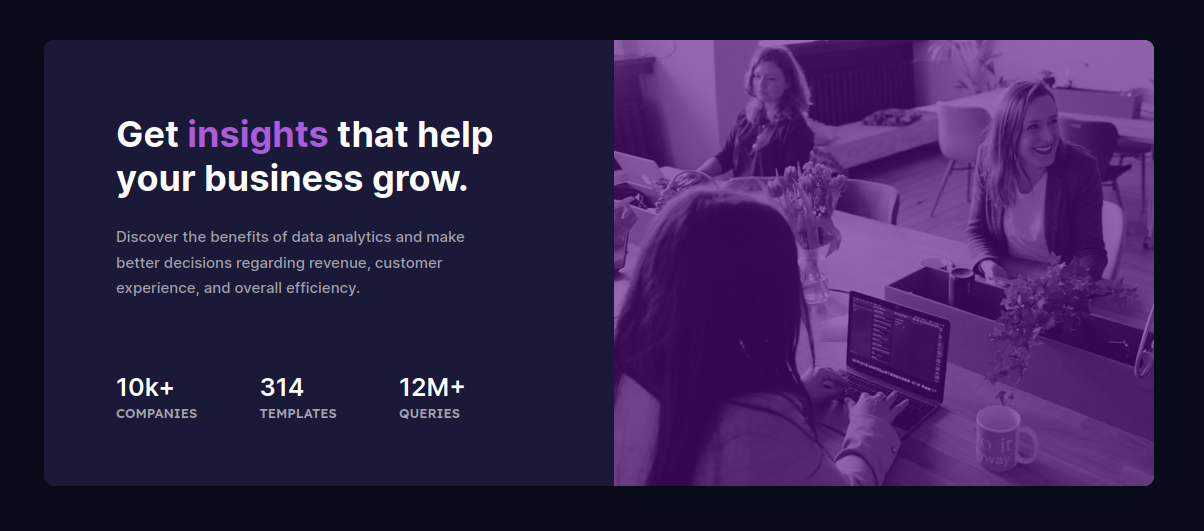 Get insights that help
your business grow.
Discover the benefits of data analytics and make
better decisions regarding revenue, customer
experience, and overall efficiency.
10k+ 314 12M+
COMPANIES TEMPLATES QUERIES